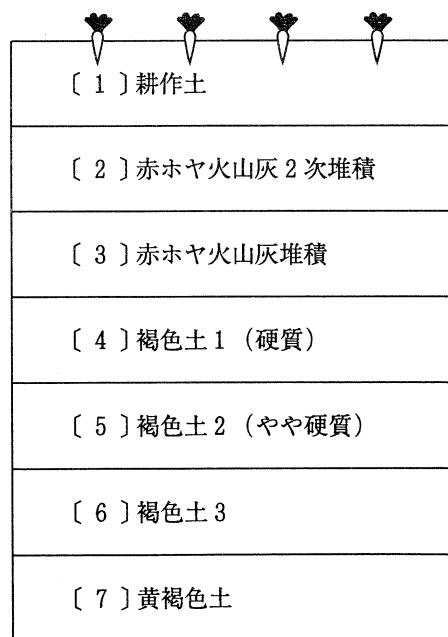 〔 1 〕耕作土
〔 2 〕赤ホヤ火山灰2次堆積
〔 3 〕赤ホヤ火山灰堆積
〔 4 〕褐色土1（硬質）
〔 5 〕褐色土2（やや硬質）
〔 6 〕褐色土3
〔 7 〕黄褐色土